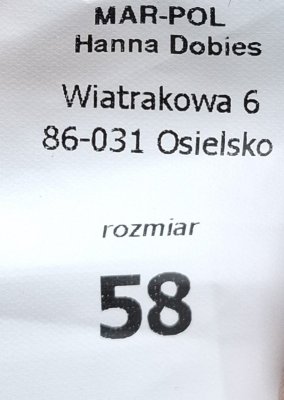 MAR-POL
Hanna Dobies
Wiatrakowa 6
86-031 Osielsko
rozmiar
58